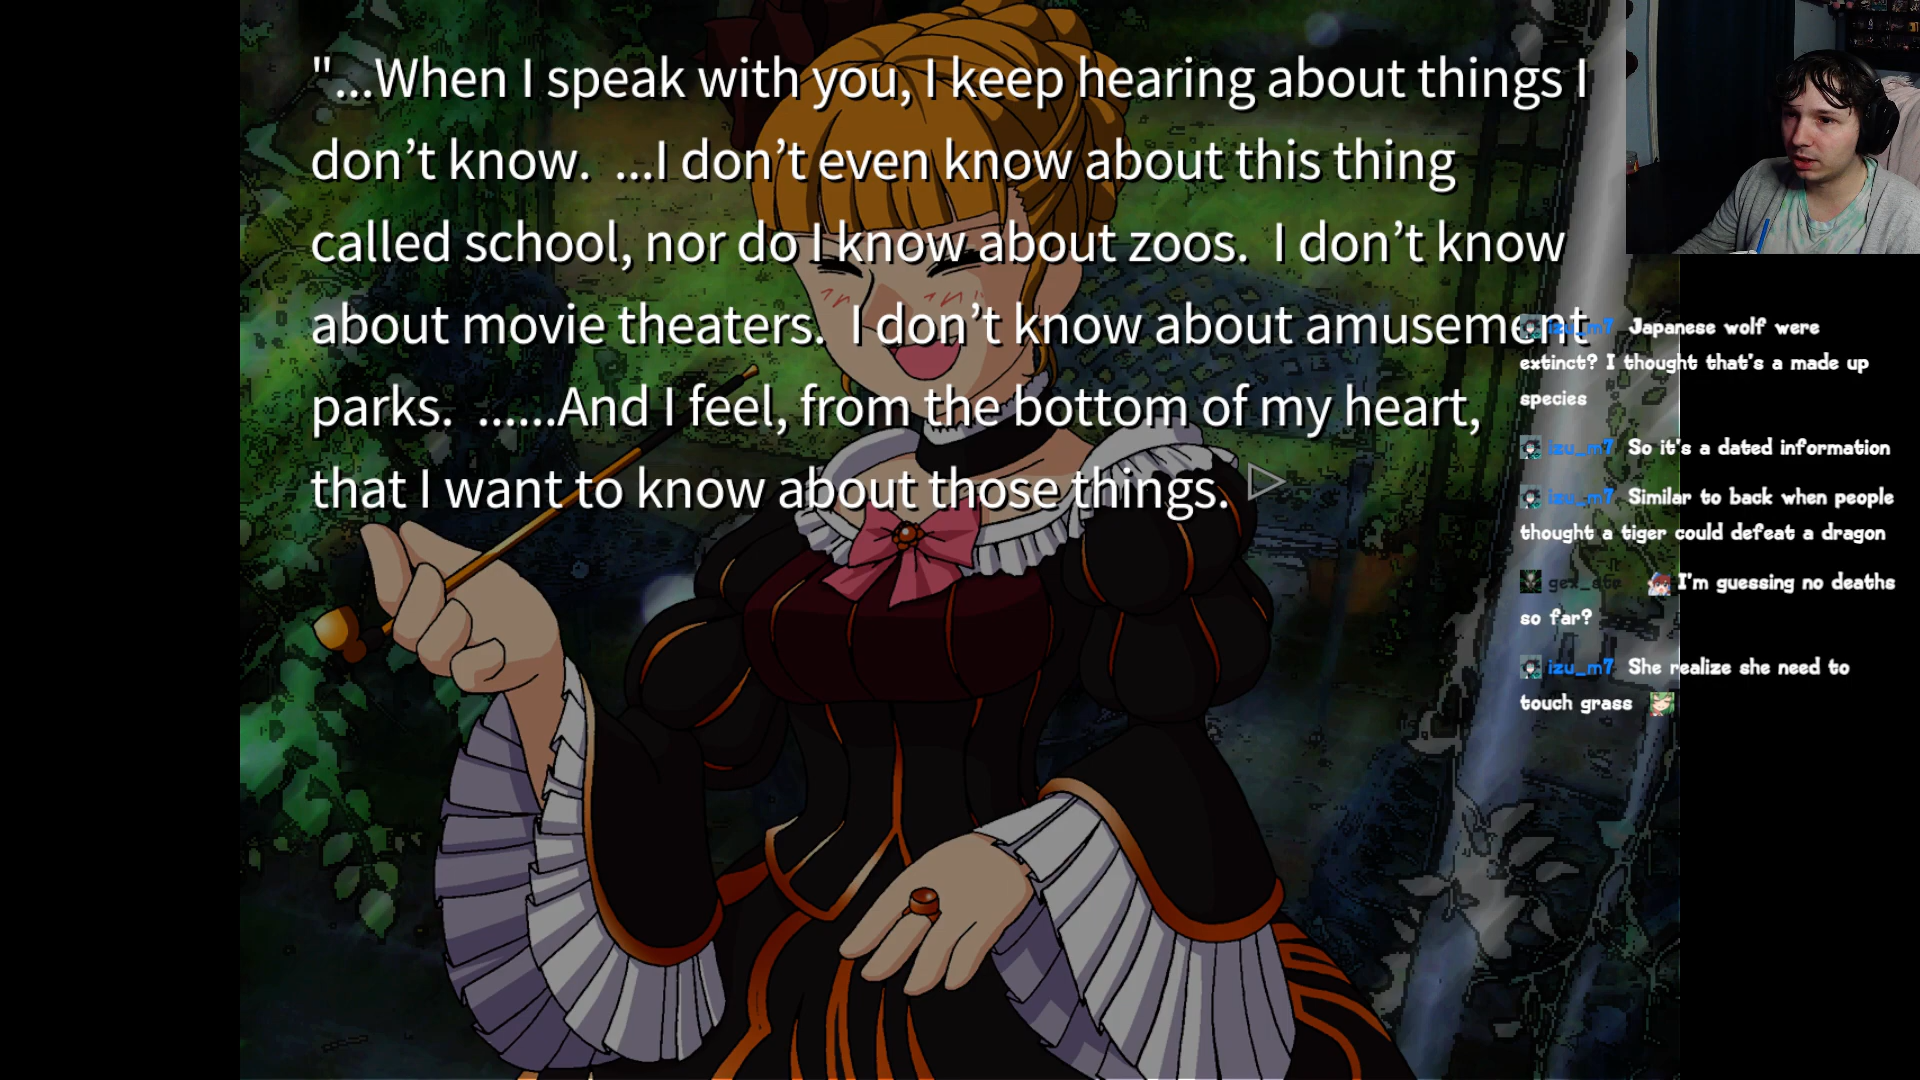 "...When I speak with you, I keep hearing about things I
don’t know.  ...I don’t even know about this thing
called school, nor do I know about zoos.  I don’t know
about movie theaters.  I don’t know about amusement
parks.  ......And I feel, from the bottom of my heart,
that I want to know about those things.
izu_m7 Japanese wolf were
extinct? I thought that's a made up
species
izu_m7 So it's a dated information
izu_m7 Similar to back when people
thought a tiger could defeat a dragon
I'm guessing no deaths
so far?
izu_m7 She realize she need to
touch grass